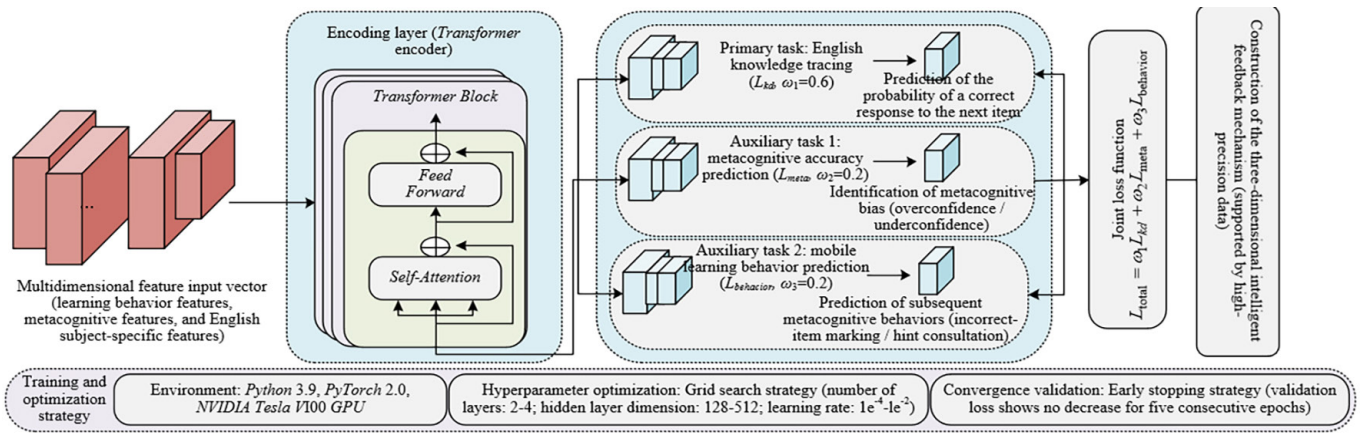 Encoding layer (Transformer
encoder)
Transformer Block
Feed
Forward
Self-Attention
...
Multidimensional feature input vector
(learning behavior features,
metacognitive features, and English
subject-specific features)
Primary task: English
knowledge tracing
(L_kd, ω1=0.6)
Prediction of the
probability of a correct
response to the next item
Auxiliary task 1:
metacognitive accuracy
prediction (L_meta, ω2=0.2)
Identification of metacognitive
bias (overconfidence /
underconfidence)
Auxiliary task 2: mobile
learning behavior prediction
(L_behacior, ω3=0.2)
Prediction of subsequent
metacognitive behaviors (incorrect-
item marking / hint consultation)
Joint loss function
L_total = ω1L_kd + ω2L_meta + ω3L_behavior
Construction of the three-dimensional intelligent
feedback mechanism (supported by high-
precision data)
Training and
optimization
strategy
Environment: Python 3.9, PyTorch 2.0,
NVIDIA Tesla V100 GPU
Hyperparameter optimization: Grid search strategy (number of
layers: 2-4; hidden layer dimension: 128-512; learning rate: 1e⁻⁴-1e⁻²)
Convergence validation: Early stopping strategy (validation
loss shows no decrease for five consecutive epochs)